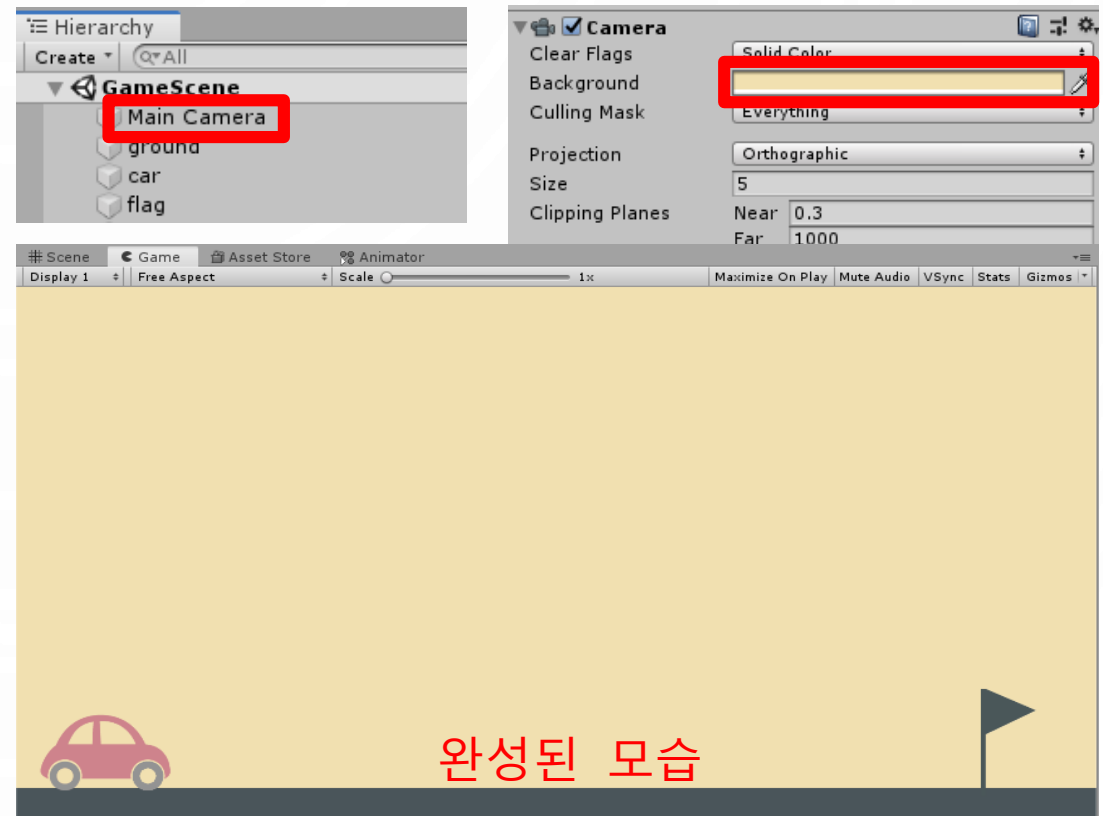 Hierarchy
Create All
GameScene
Main Camera
ground
car
flag
Camera
Clear Flags Solid Color
Background
Culling Mask Everything
Projection Orthographic
Size 5
Clipping Planes Near 0.3
Far 1000
Scene Game Asset Store Animator
Display 1 Free Aspect Scale 1x Maximize On Play Mute Audio VSync Stats Gizmos
완성된 모습